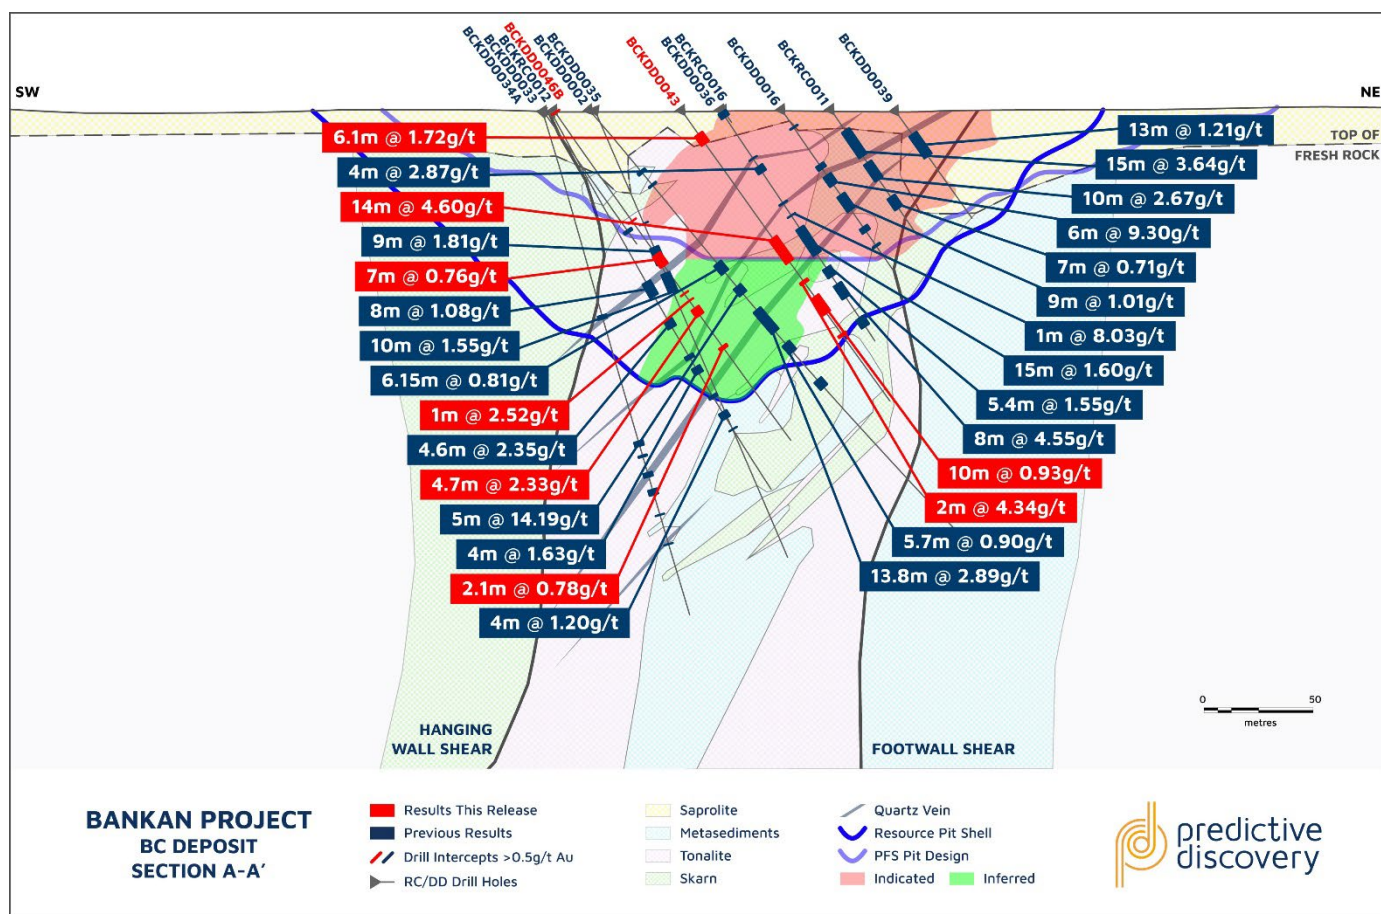 BCKDD0034A
BCKDD0033
BCKRC0012
BCKDD0046B
BCKDD0002
BCKDD0035
BCKDD0043
BCKDD0036
BCKRC0016
BCKDD0016
BCKRC0011
BCKDD0039
SW
NE
TOP OF
FRESH ROCK
6.1m @ 1.72g/t
4m @ 2.87g/t
14m @ 4.60g/t
9m @ 1.81g/t
7m @ 0.76g/t
8m @ 1.08g/t
10m @ 1.55g/t
6.15m @ 0.81g/t
1m @ 2.52g/t
4.6m @ 2.35g/t
4.7m @ 2.33g/t
5m @ 14.19g/t
4m @ 1.63g/t
2.1m @ 0.78g/t
4m @ 1.20g/t
13m @ 1.21g/t
15m @ 3.64g/t
10m @ 2.67g/t
6m @ 9.30g/t
7m @ 0.71g/t
9m @ 1.01g/t
1m @ 8.03g/t
15m @ 1.60g/t
5.4m @ 1.55g/t
8m @ 4.55g/t
10m @ 0.93g/t
2m @ 4.34g/t
5.7m @ 0.90g/t
13.8m @ 2.89g/t
HANGING
WALL SHEAR
FOOTWALL SHEAR
0 50
metres
BANKAN PROJECT
BC DEPOSIT
SECTION A-A'
Results This Release
Previous Results
Drill Intercepts >0.5g/t Au
RC/DD Drill Holes
Saprolite
Metasediments
Tonalite
Skarn
Quartz Vein
Resource Pit Shell
PFS Pit Design
Indicated Inferred
predictive
discovery